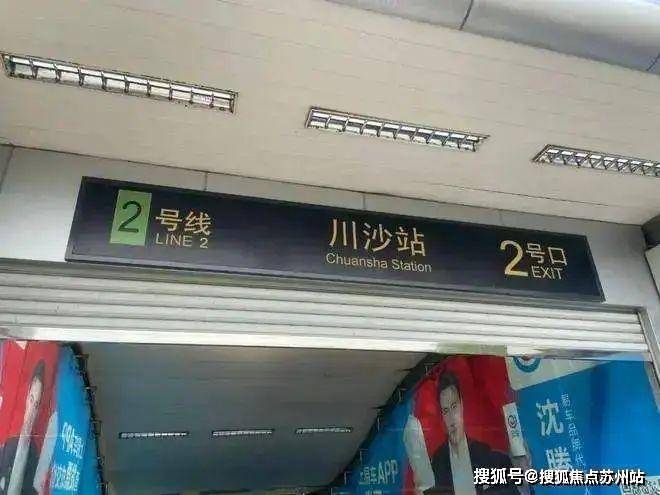 2 号线
LINE 2
川沙站
Chuansha Station
2 号口
EXIT
沈腾
APP
搜狐号@搜狐焦点苏州站